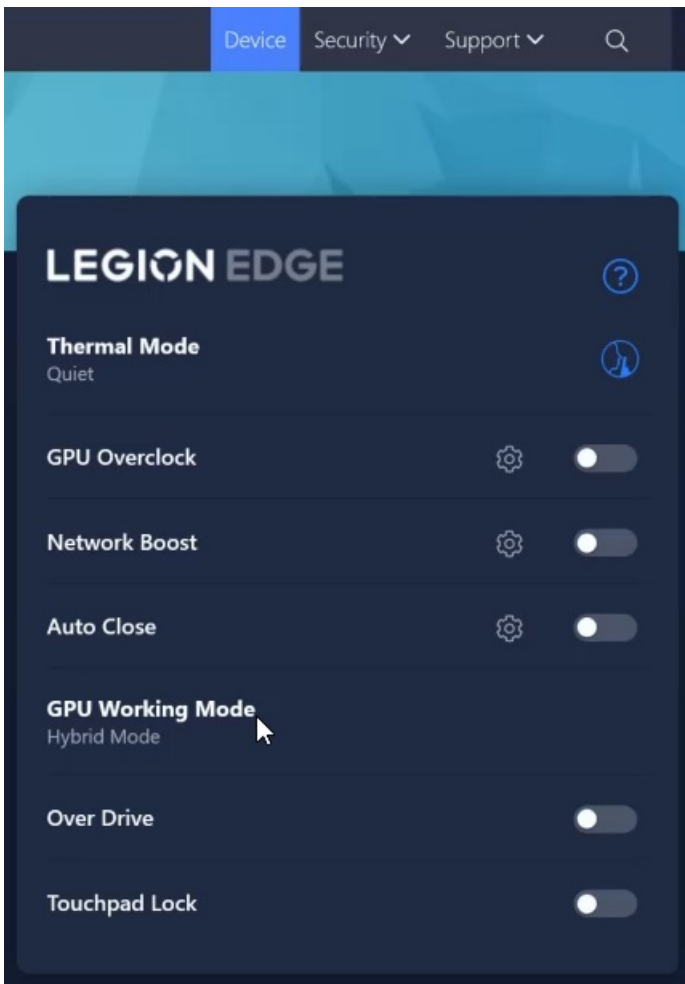 Device Security Support
LEGION EDGE
Thermal Mode
Quiet
GPU Overclock
Network Boost
Auto Close
GPU Working Mode
Hybrid Mode
Over Drive
Touchpad Lock